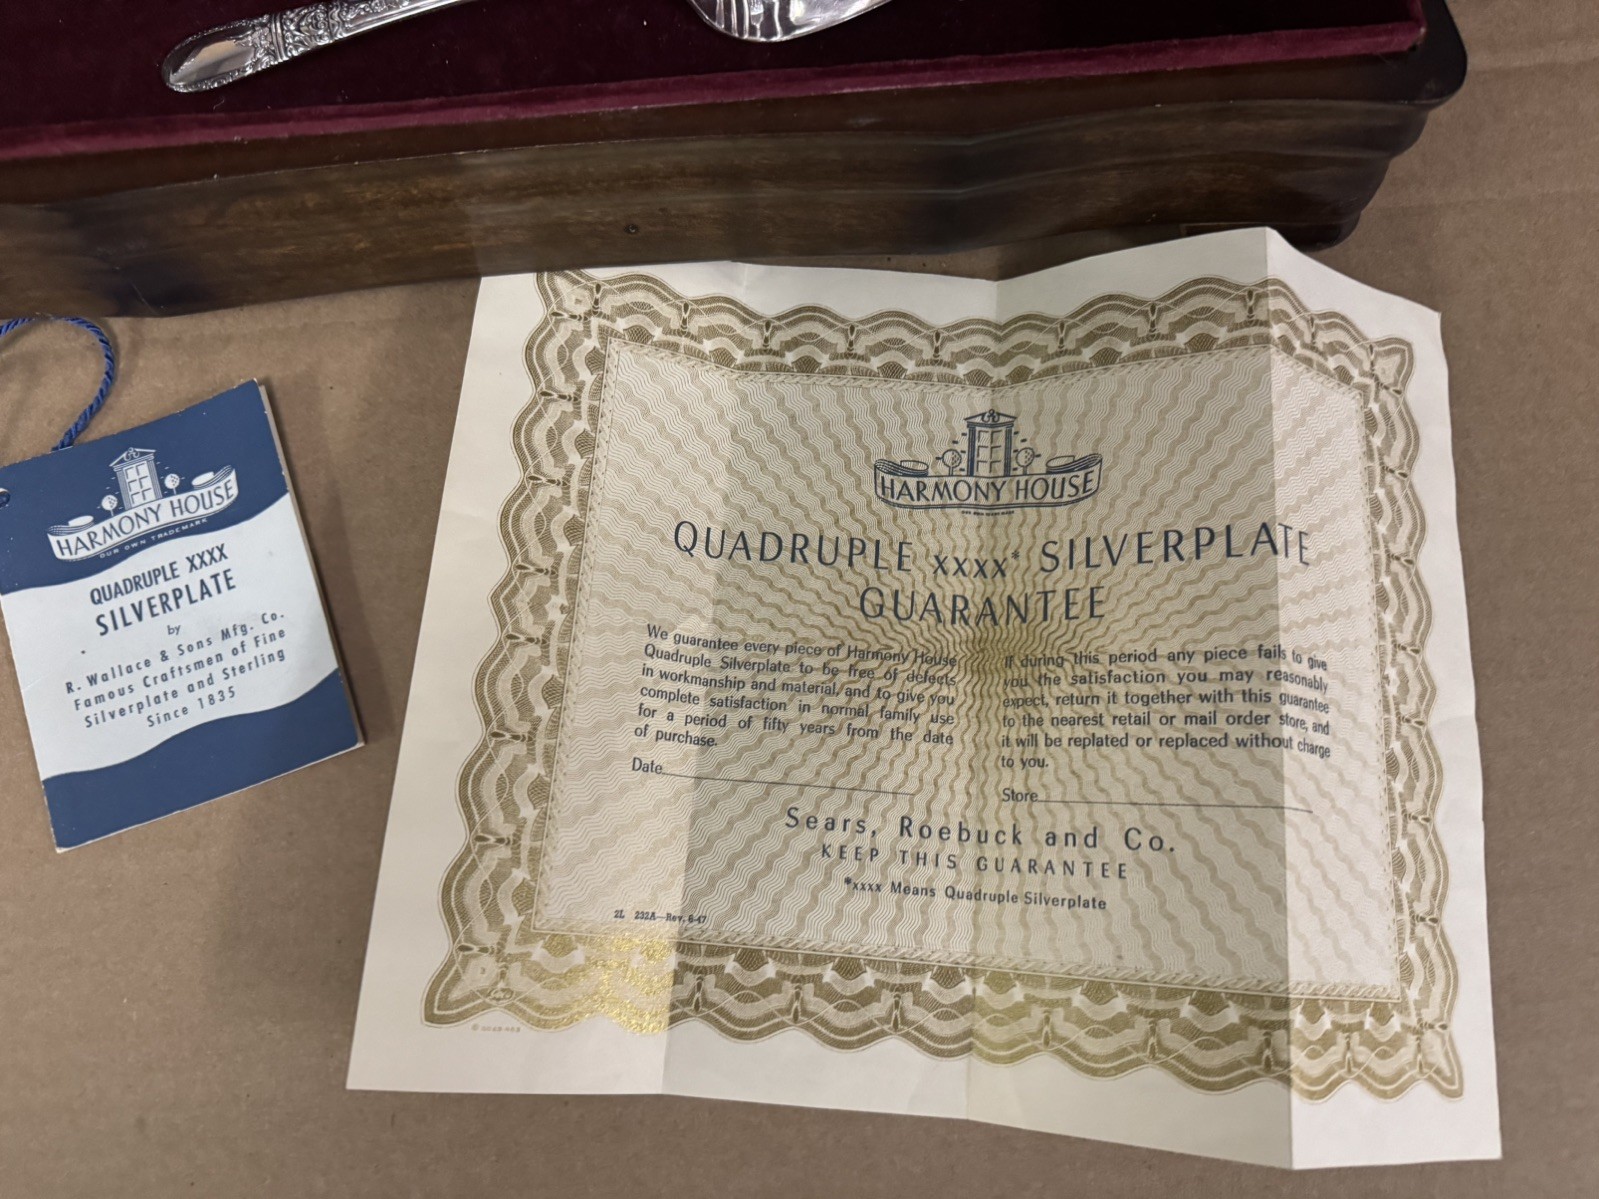 HARMONY HOUSE
OUR OWN TRADEMARK
QUADRUPLE XXXX
SILVERPLATE
by
R. Wallace & Sons Mfg. Co.
Famous Craftsmen of Fine
Silverplate and Sterling
Since 1835
HARMONY HOUSE
QUADRUPLE xxxx* SILVERPLATE
GUARANTEE
We guarantee every piece of Harmony House
Quadruple Silverplate to be free of defects
in workmanship and material, and to give you
complete satisfaction in normal family use
for a period of fifty years from the date
of purchase.
Date
If during this period any piece fails to give
you the satisfaction you may reasonably
expect, return it together with this guarantee
to the nearest retail or mail order store, and
it will be replated or replaced without charge
to you.
Store
Sears, Roebuck and Co.
KEEP THIS GUARANTEE
*xxxx Means Quadruple Silverplate
2L 232A—Rev. 6-47